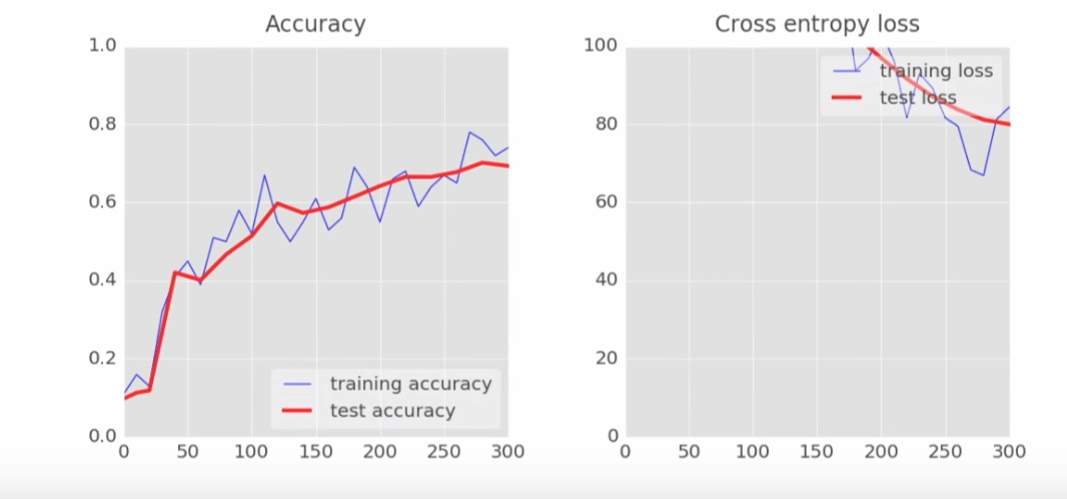 Accuracy
1.0
0.8
0.6
0.4
0.2
0.0
0 50 100 150 200 250 300
training accuracy
test accuracy
Cross entropy loss
100
80
60
40
20
0
0 50 100 150 200 250 300
training loss
test loss